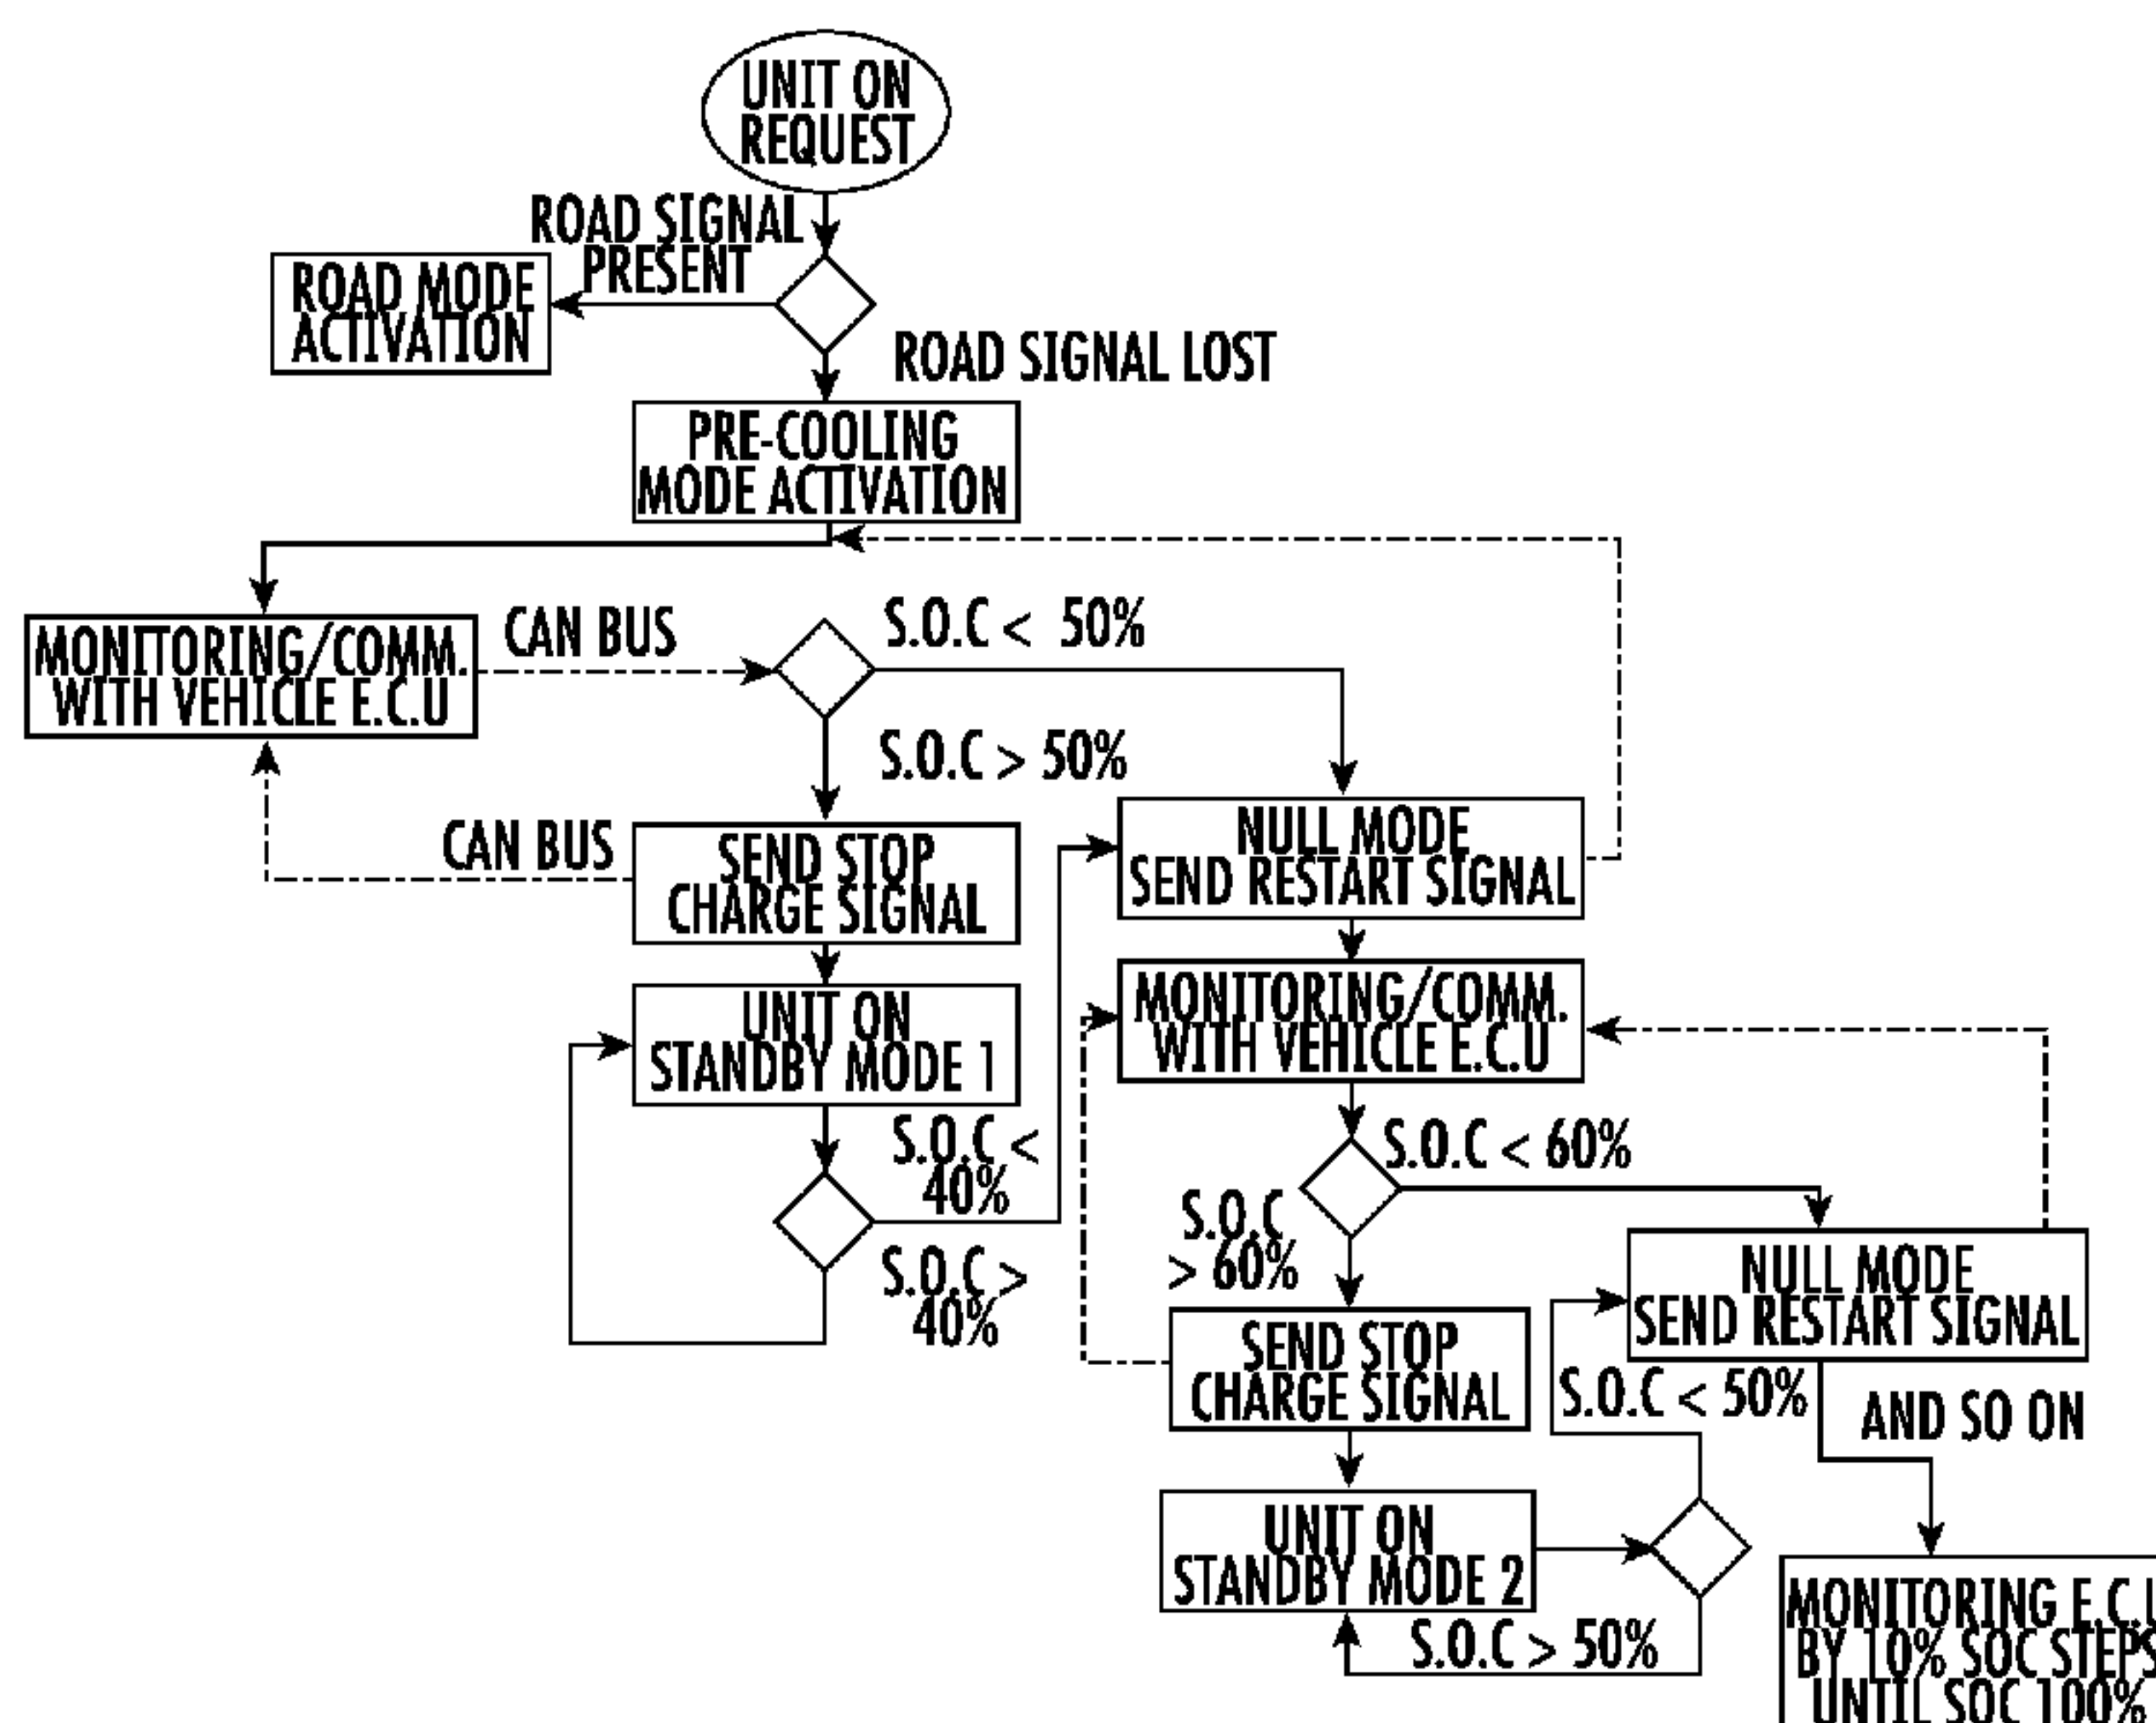 UNIT ON
REQUEST
ROAD SIGNAL
PRESENT
ROAD MODE
ACTIVATION
ROAD SIGNAL LOST
PRE-COOLING
MODE ACTIVATION
MONITORING/COMM.
WITH VEHICLE E.C.U
CAN BUS
S.O.C < 50%
S.O.C > 50%
CAN BUS
SEND STOP
CHARGE SIGNAL
NULL MODE
SEND RESTART SIGNAL
UNIT ON
STANDBY MODE 1
MONITORING/COMM.
WITH VEHICLE E.C.U
S.O.C <
40%
S.O.C >
40%
S.O.C < 60%
S.O.C
> 60%
NULL MODE
SEND RESTART SIGNAL
SEND STOP
CHARGE SIGNAL
S.O.C < 50%
AND SO ON
UNIT ON
STANDBY MODE 2
S.O.C > 50%
MONITORING E.C.U
BY 10% SOC STEPS
UNTIL SOC 100%